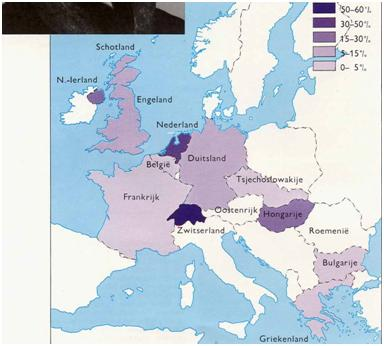 50–60%
30–50%
15–30%
5–15%
0– 5%
Schotland
N.-Ierland
Engeland
Nederland
België
Duitsland
Tsjechoslowakije
Frankrijk
Oostenrijk
Hongarije
Zwitserland
Roemenië
Bulgarije
Griekenland